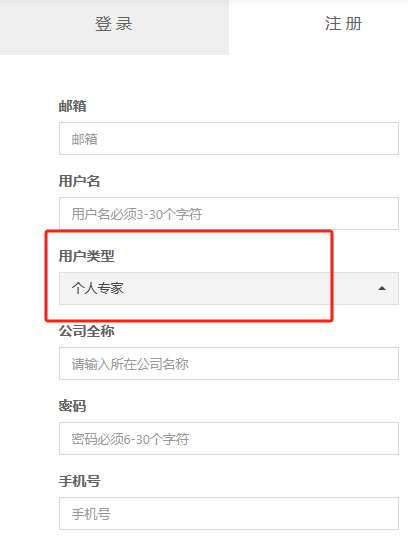 登 录
注 册
邮箱
邮箱
用户名
用户名必须3-30个字符
用户类型
个人专家
公司全称
请输入所在公司名称
密码
密码必须6-30个字符
手机号
手机号